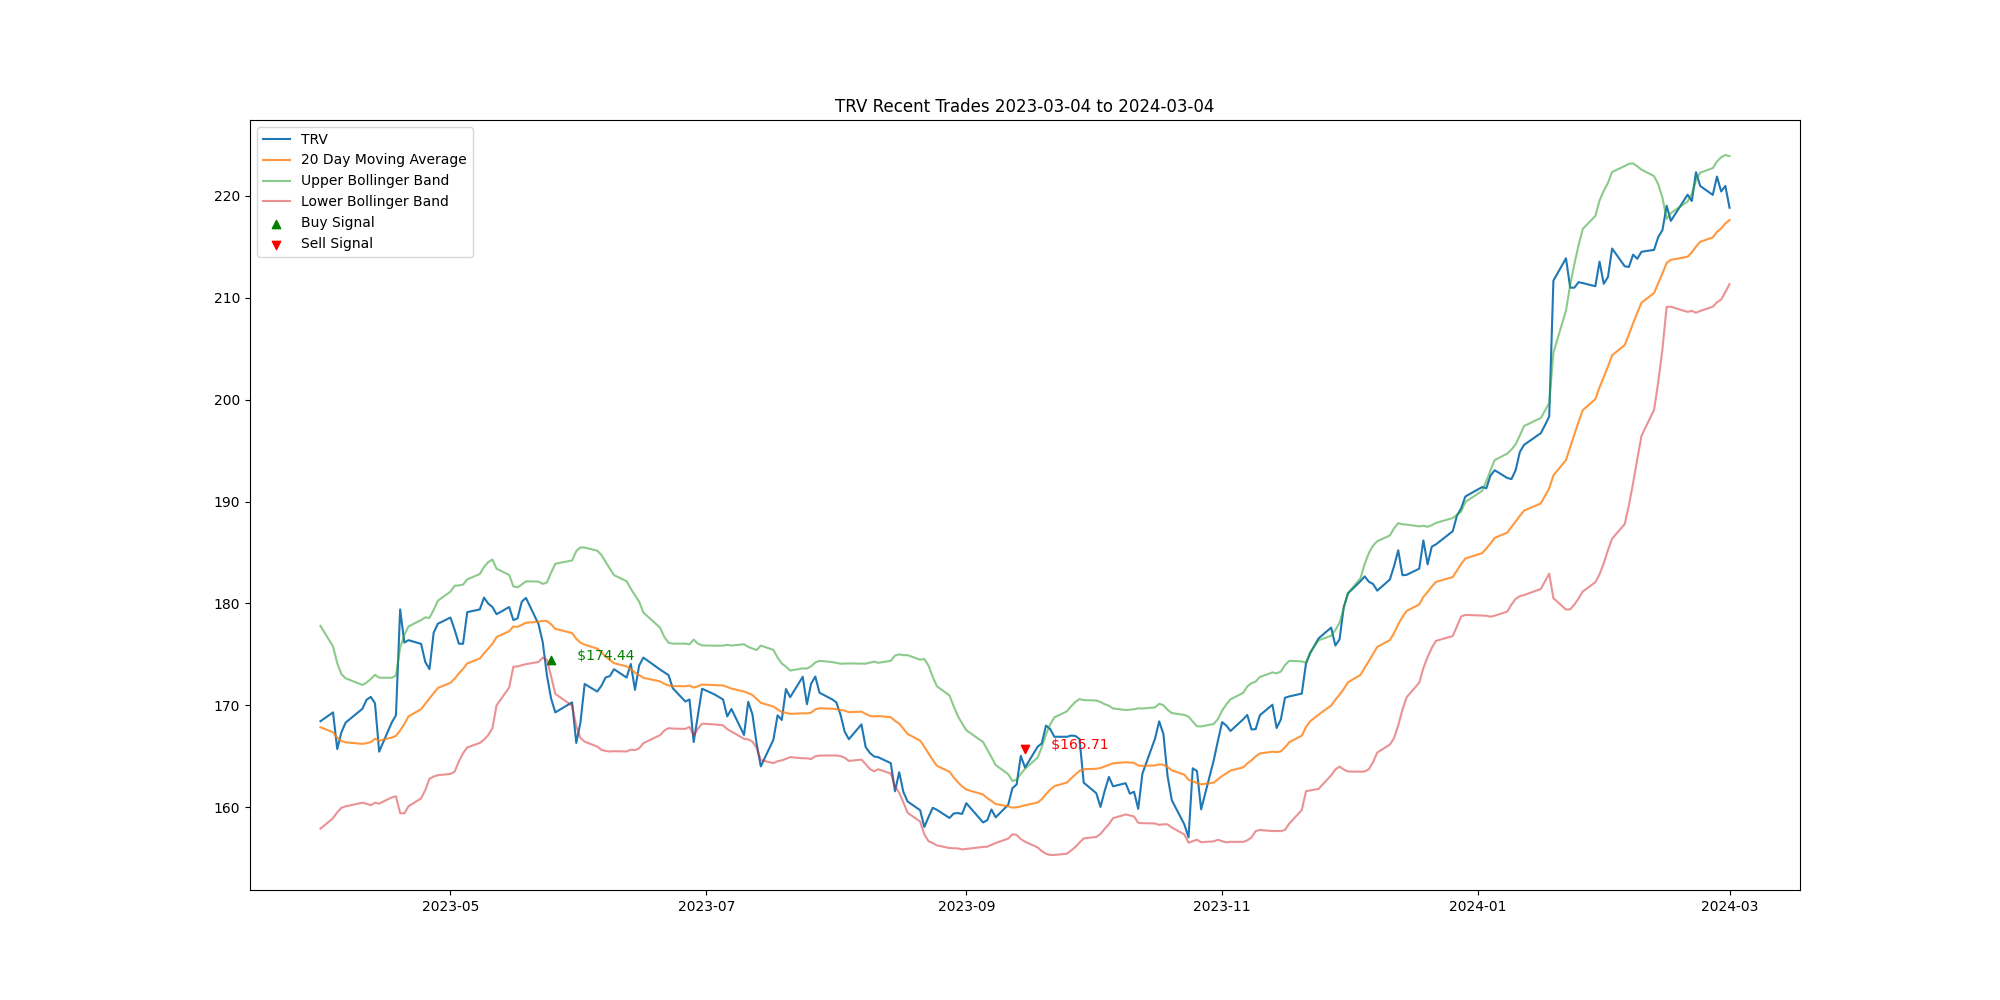 TRV Recent Trades 2023-03-04 to 2024-03-04
TRV
20 Day Moving Average
Upper Bollinger Band
Lower Bollinger Band
Buy Signal
Sell Signal
220
210
200
190
180
170
160
$174.44
$165.71
2023-05
2023-07
2023-09
2023-11
2024-01
2024-03